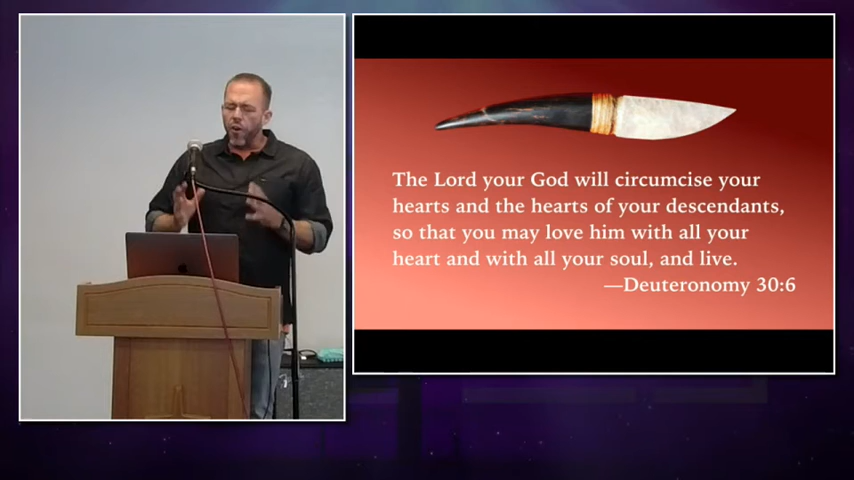 The Lord your God will circumcise your
hearts and the hearts of your descendants,
so that you may love him with all your
heart and with all your soul, and live.
—Deuteronomy 30:6